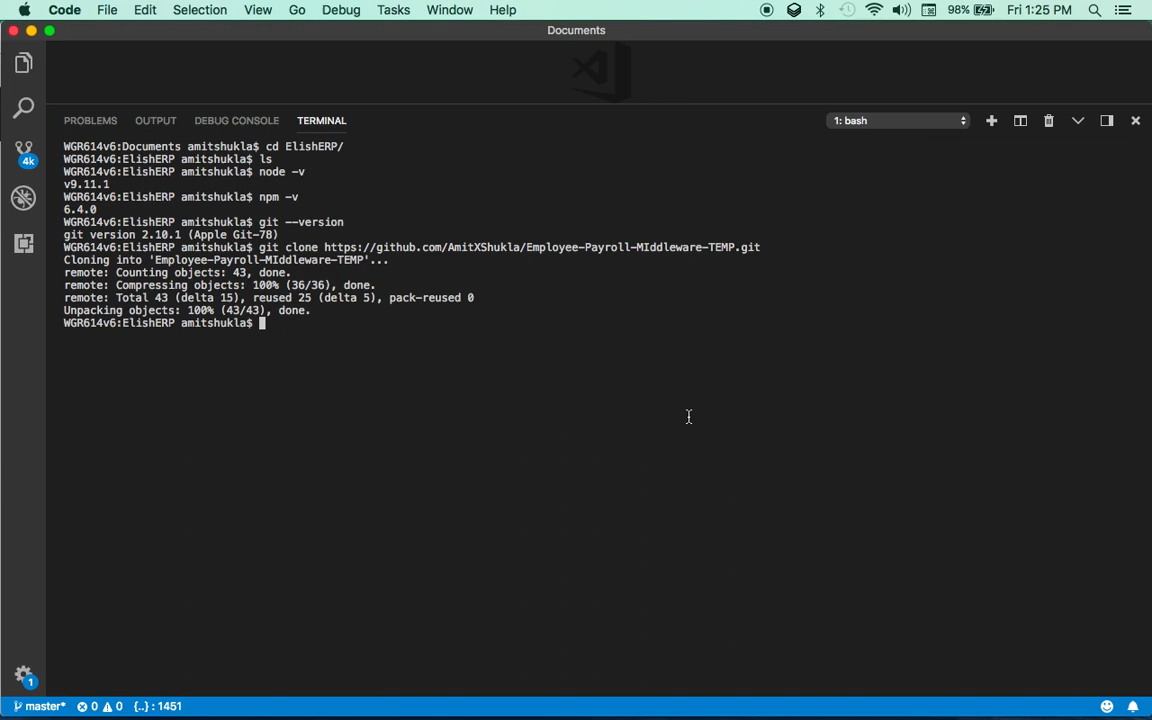 Code File Edit Selection View Go Debug Tasks Window Help 98% Fri 1:25 PM
Documents
PROBLEMS OUTPUT DEBUG CONSOLE TERMINAL 1: bash
WGR614v6:Documents amitshukla$ cd ElishERP/
WGR614v6:ElishERP amitshukla$ ls
WGR614v6:ElishERP amitshukla$ node -v
v9.11.1
WGR614v6:ElishERP amitshukla$ npm -v
6.4.0
WGR614v6:ElishERP amitshukla$ git --version
git version 2.10.1 (Apple Git-78)
WGR614v6:ElishERP amitshukla$ git clone https://github.com/AmitXShukla/Employee-Payroll-MIddleware-TEMP.git
Cloning into 'Employee-Payroll-MIddleware-TEMP'...
remote: Counting objects: 43, done.
remote: Compressing objects: 100% (36/36), done.
remote: Total 43 (delta 15), reused 25 (delta 5), pack-reused 0
Unpacking objects: 100% (43/43), done.
WGR614v6:ElishERP amitshukla$
4k
1
master* 0 0 {..} : 1451